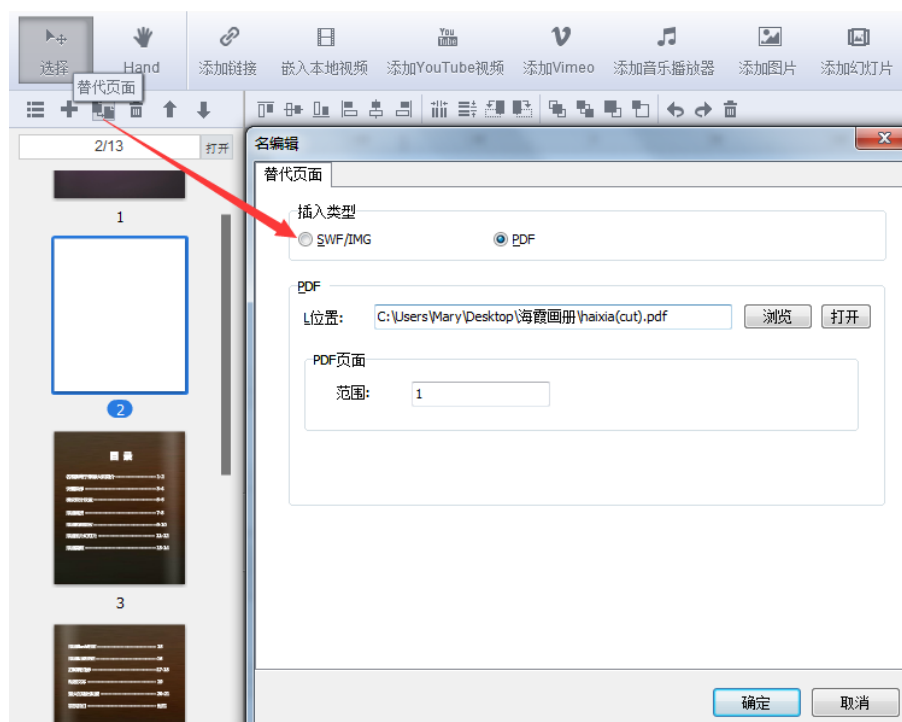 You
Tube
选择 Hand 添加链接 嵌入本地视频 添加YouTube视频 添加Vimeo 添加音乐播放器 添加图片 添加幻灯片
替代页面
2/13 打开
1
2
目录
3
名编辑
替代页面
插入类型
SWF/IMG PDF
PDF
L位置: C:\Users\Mary\Desktop\海霞画册\haixia(cut).pdf 浏览 打开
PDF页面
范围: 1
确定 取消